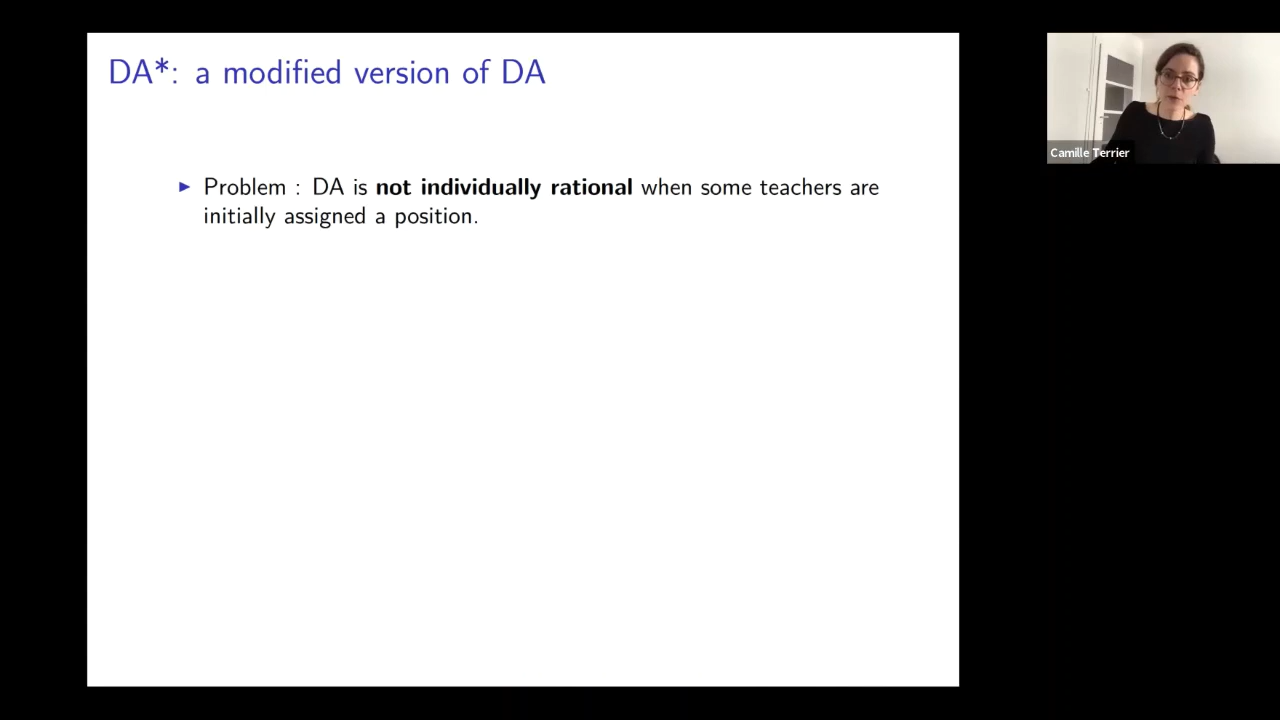 DA*: a modified version of DA
Camille Terrier
▶ Problem : DA is not individually rational when some teachers are
initially assigned a position.